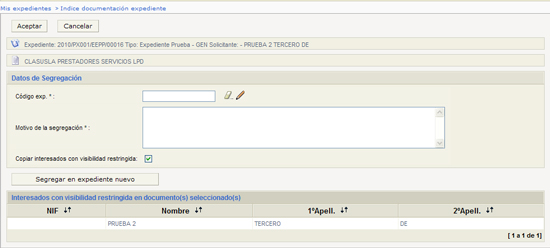 Mis expedientes > Indice documentación expediente
Aceptar Cancelar
Expediente: 2010/PX001/EEPP/00016 Tipo: Expediente Prueba - GEN Solicitante: - PRUEBA 2 TERCERO DE
CLASUSLA PRESTADORES SERVICIOS LPD
Datos de Segregación
Código exp. * :
Motivo de la segregación * :
Copiar interesados con visibilidad restringida:
Segregar en expediente nuevo
Interesados con visibilidad restringida en documento(s) seleccionado(s)
NIF Nombre 1ºApell. 2ºApell.
PRUEBA 2 TERCERO DE
[ 1 a 1 de 1]